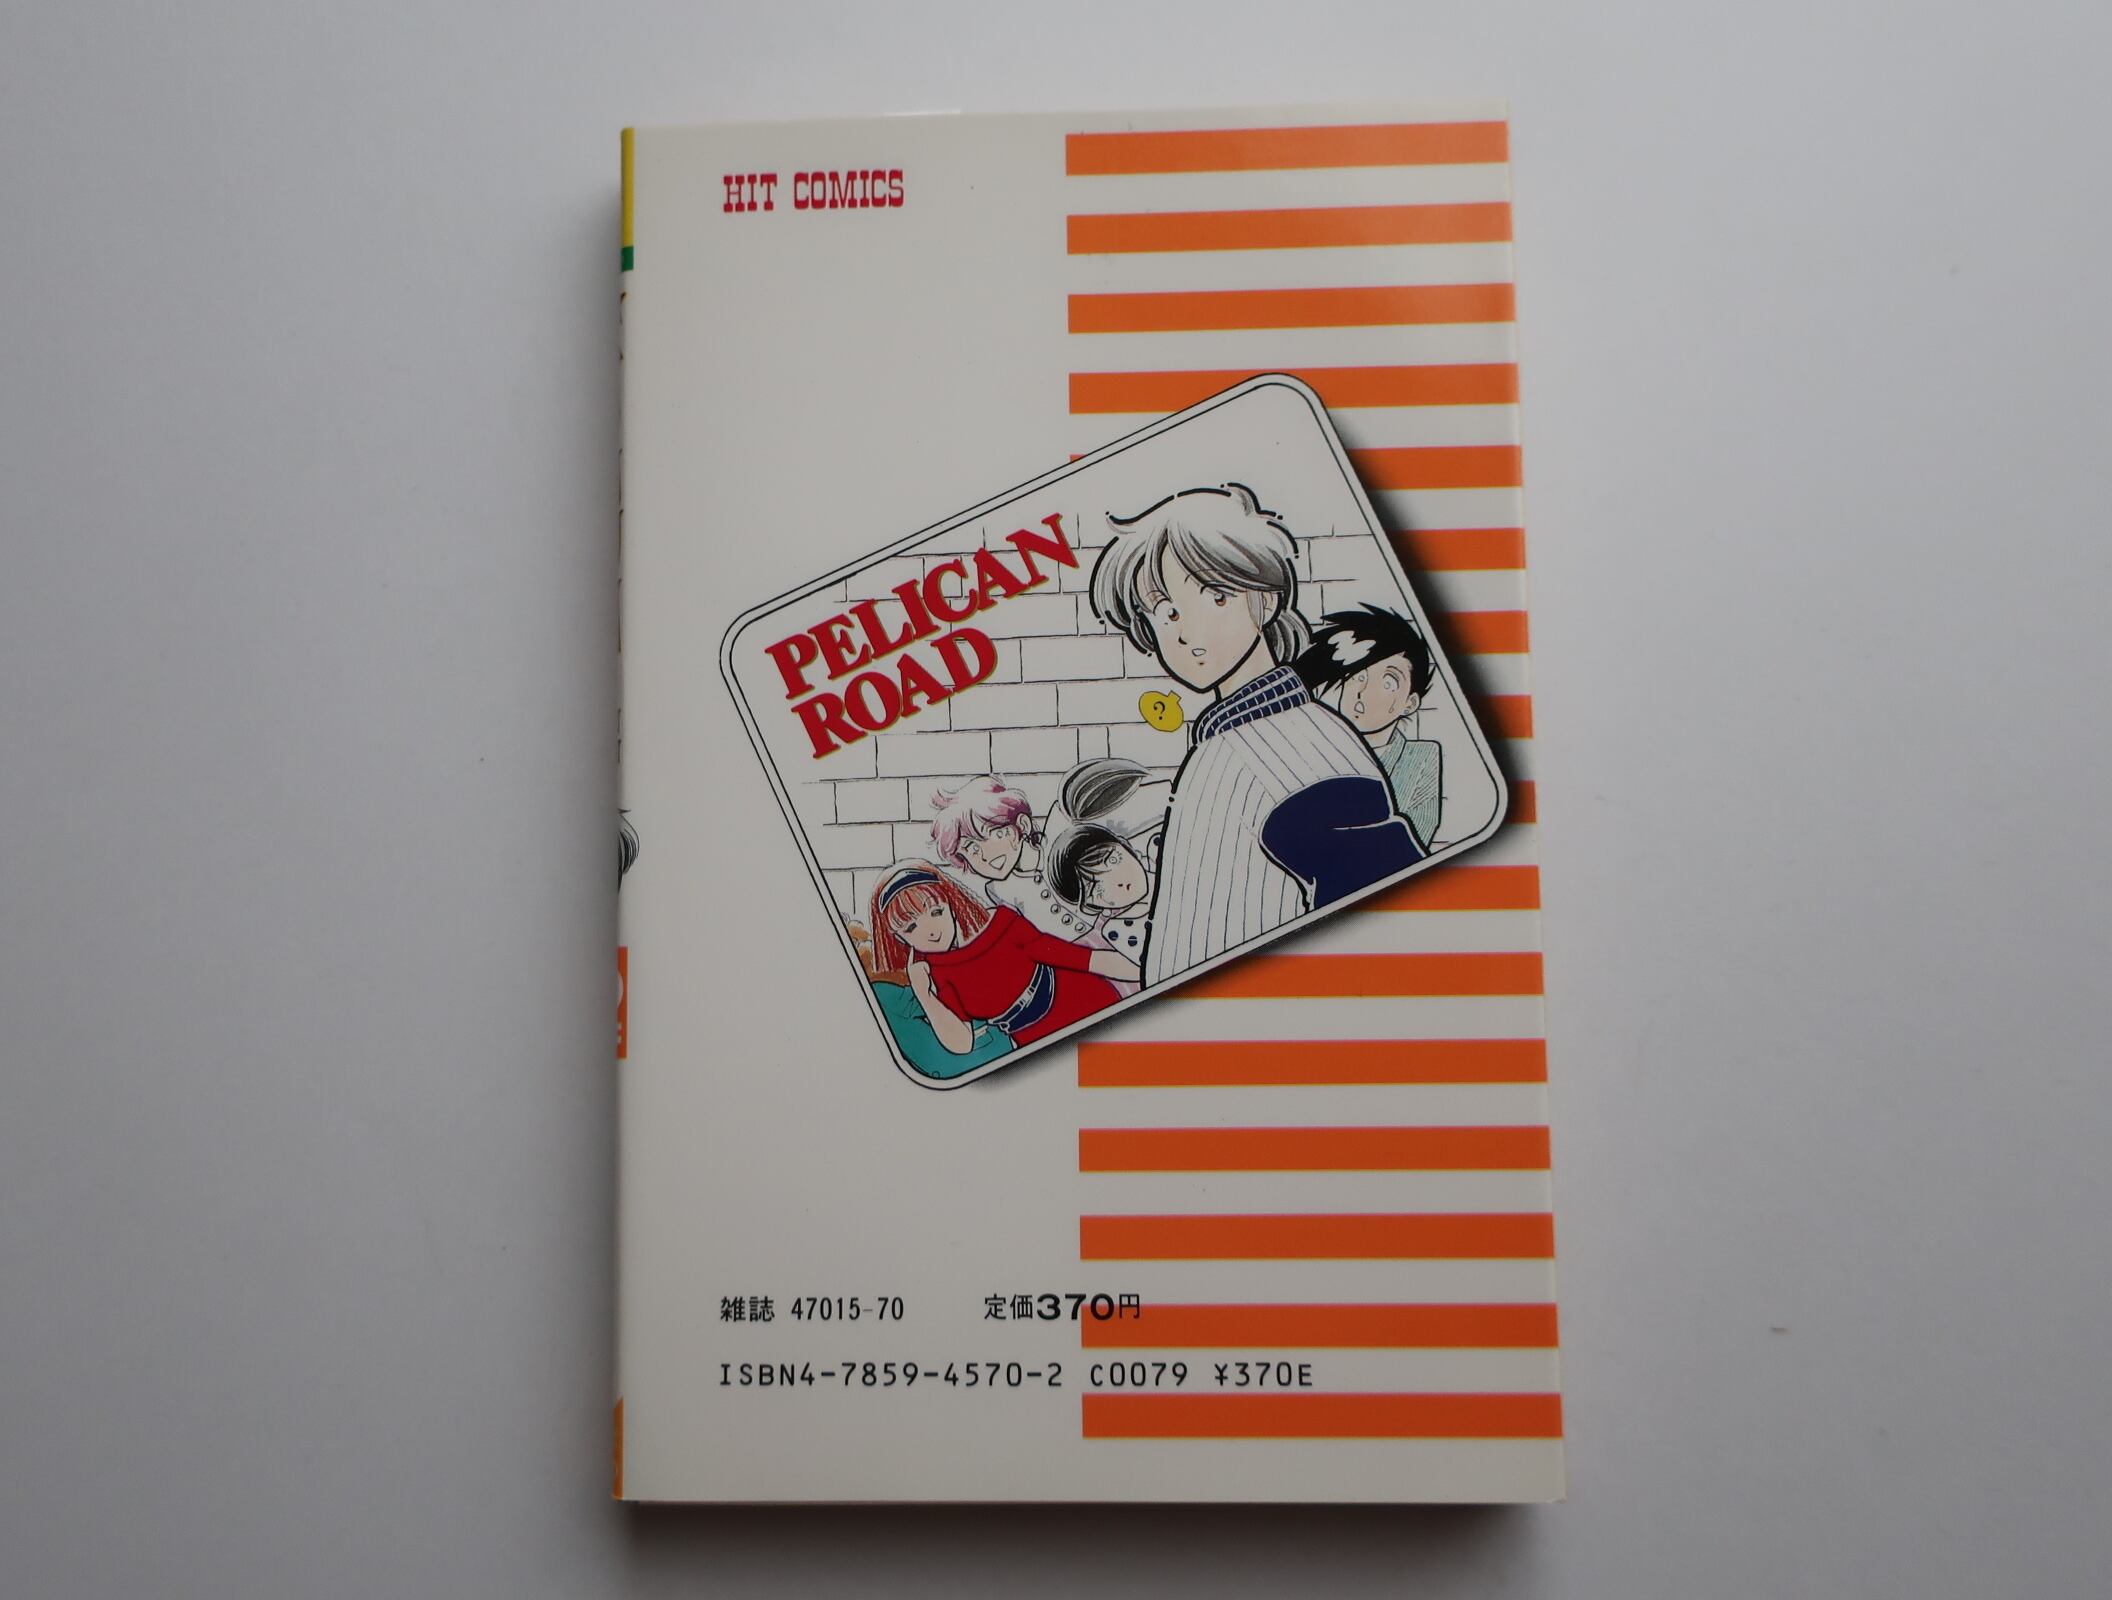 HIT COMICS
PELICAN
ROAD
?
雑誌 47015-70 定価370円
ISBN4-7859-4570-2 C0079 ¥370E